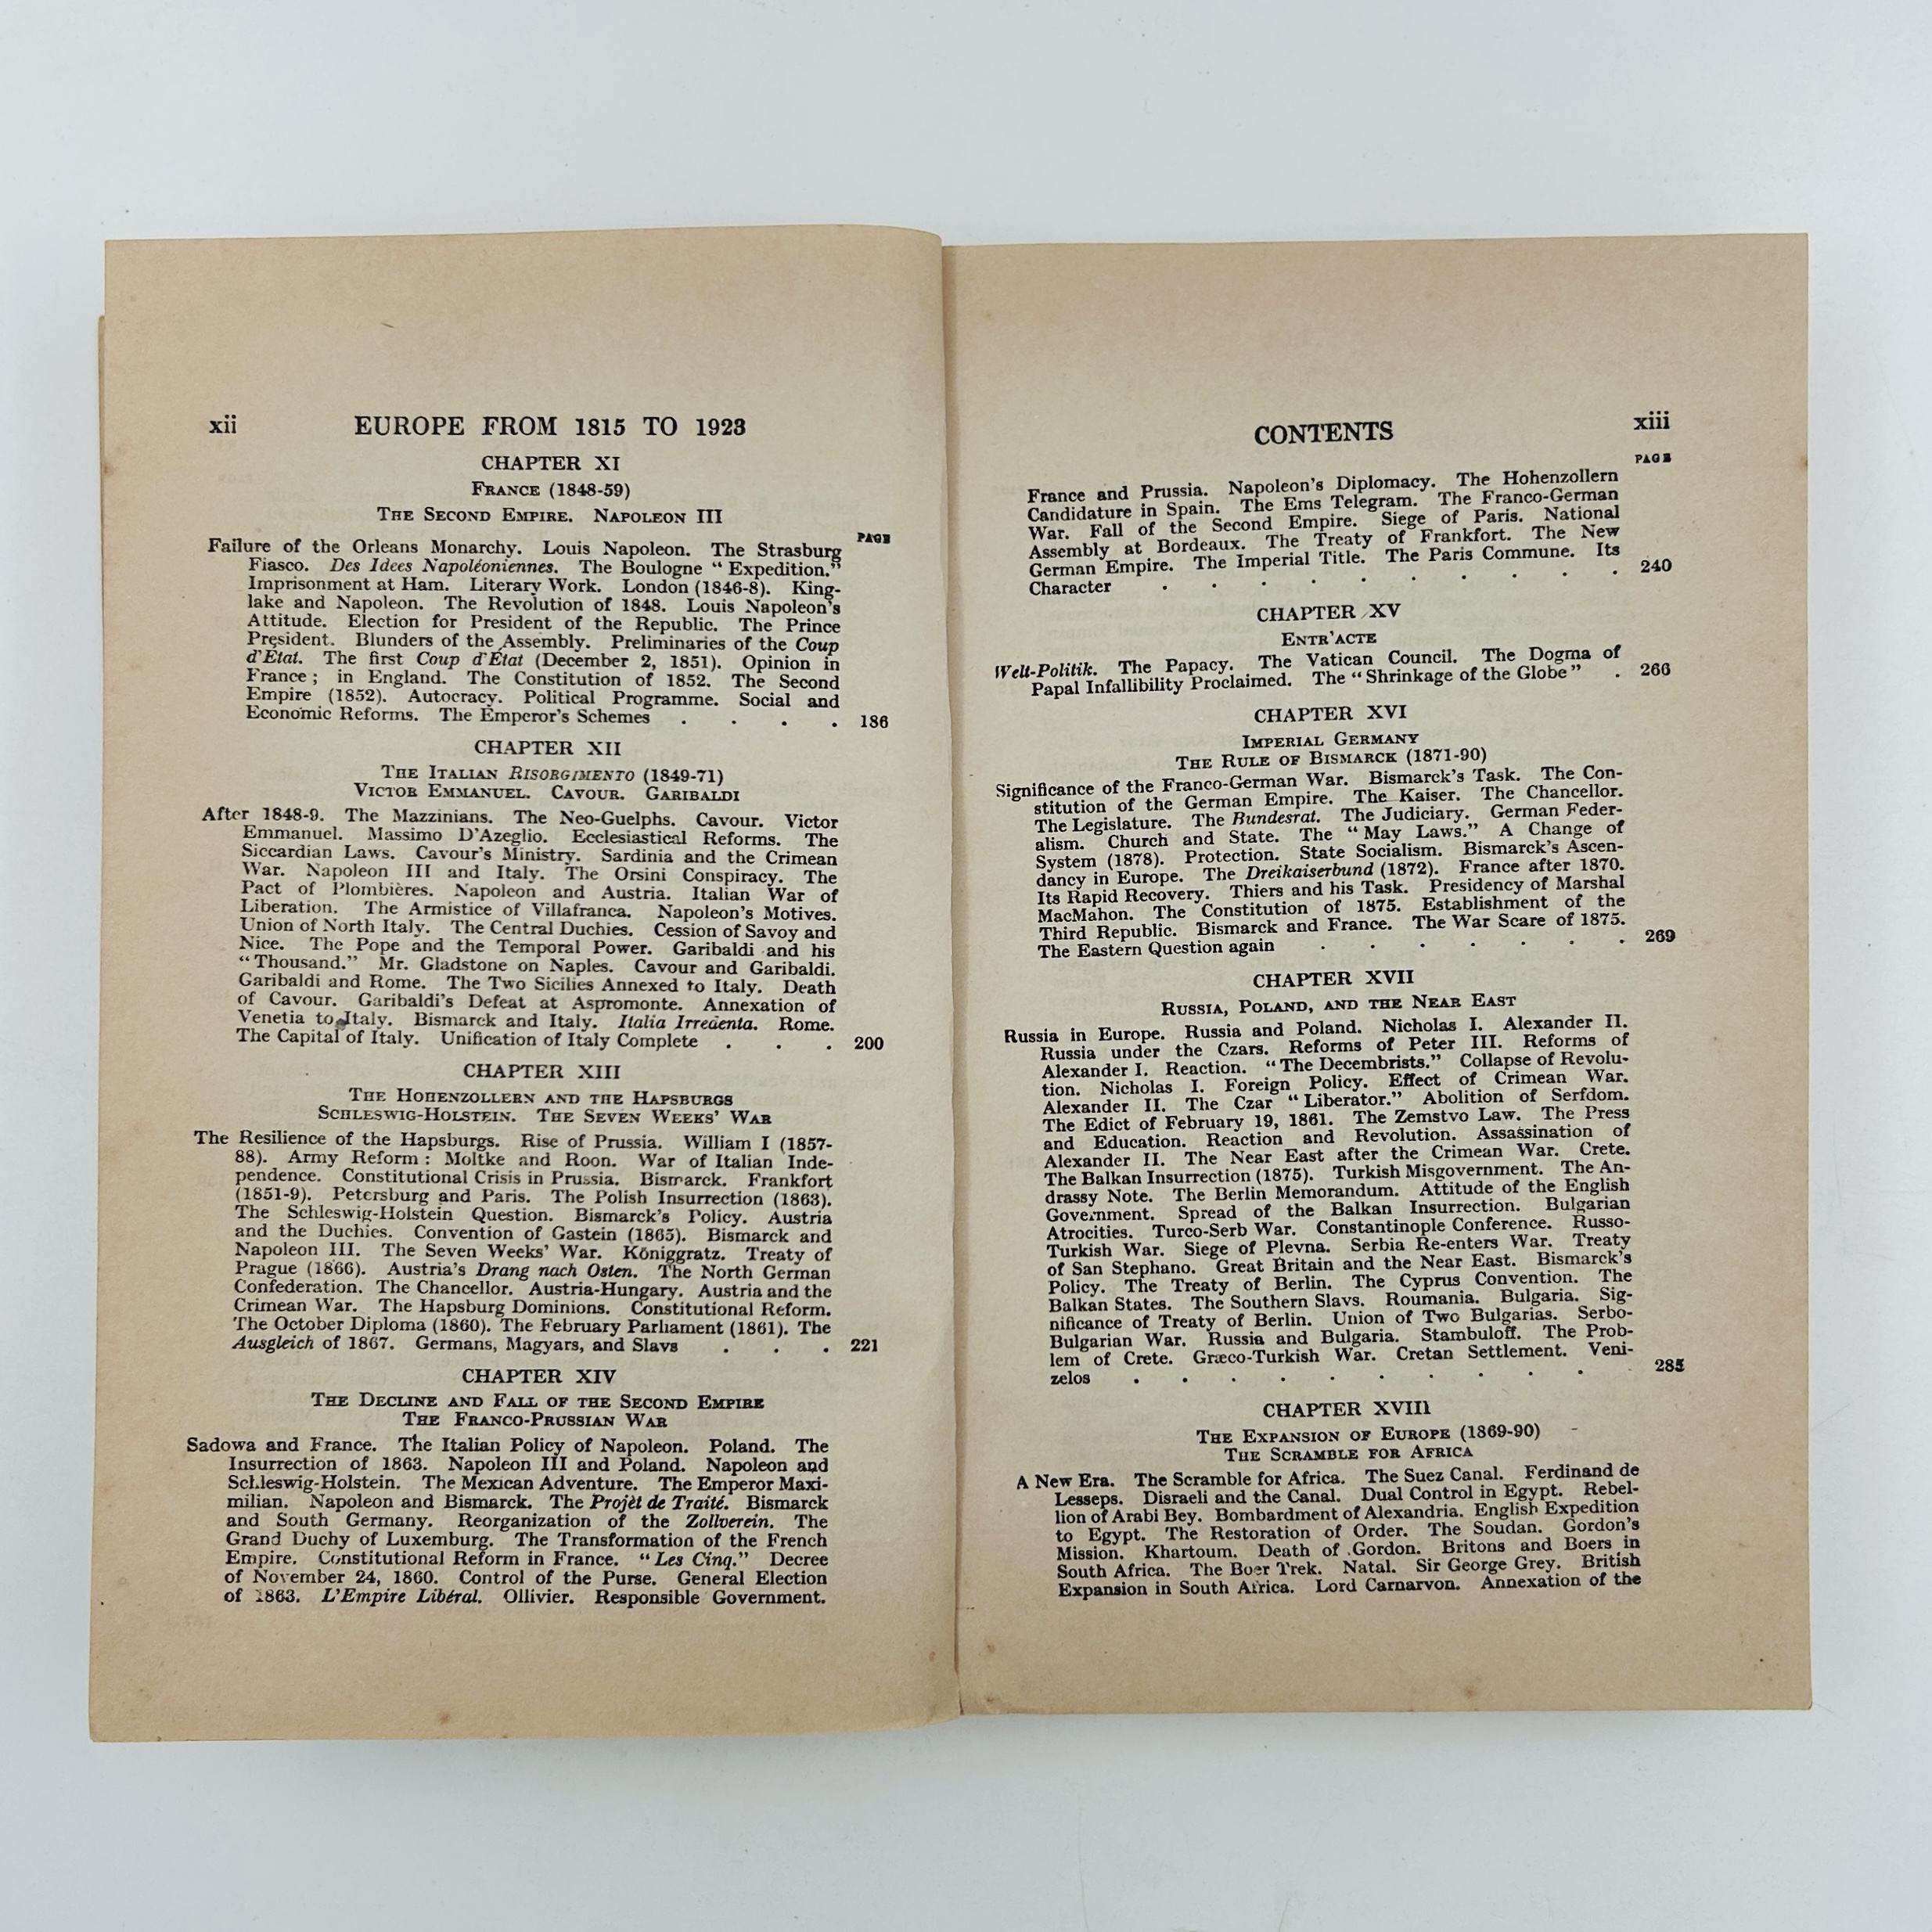 xii EUROPE FROM 1815 TO 1923
CHAPTER XI
FRANCE (1848-59)
THE SECOND EMPIRE. NAPOLEON III
PAGE
Failure of the Orleans Monarchy. Louis Napoleon. The Strasburg
Fiasco. Des Idees Napoléoniennes. The Boulogne “Expedition.”
Imprisonment at Ham. Literary Work. London (1846-8). King-
lake and Napoleon. The Revolution of 1848. Louis Napoleon's
Attitude. Election for President of the Republic. The Prince
President. Blunders of the Assembly. Preliminaries of the Coup
d'Etat. The first Coup d'État (December 2, 1851). Opinion in
France; in England. The Constitution of 1852. The Second
Empire (1852). Autocracy. Political Programme. Social and
Economic Reforms. The Emperor's Schemes . . . . 186
CHAPTER XII
THE ITALIAN RISORGIMENTO (1849-71)
VICTOR EMMANUEL. CAVOUR. GARIBALDI
After 1848-9. The Mazzinians. The Neo-Guelphs. Cavour. Victor
Emmanuel. Massimo D'Azeglio. Ecclesiastical Reforms. The
Siccardian Laws. Cavour's Ministry. Sardinia and the Crimean
War. Napoleon III and Italy. The Orsini Conspiracy. The
Pact of Plombières. Napoleon and Austria. Italian War of
Liberation. The Armistice of Villafranca. Napoleon's Motives.
Union of North Italy. The Central Duchies. Cession of Savoy and
Nice. The Pope and the Temporal Power. Garibaldi and his
“Thousand.” Mr. Gladstone on Naples. Cavour and Garibaldi.
Garibaldi and Rome. The Two Sicilies Annexed to Italy. Death
of Cavour. Garibaldi's Defeat at Aspromonte. Annexation of
Venetia to Italy. Bismarck and Italy. Italia Irredenta. Rome.
The Capital of Italy. Unification of Italy Complete . . . 200
CHAPTER XIII
THE HOHENZOLLERN AND THE HAPSBURGS
SCHLESWIG-HOLSTEIN. THE SEVEN WEEKS' WAR
The Resilience of the Hapsburgs. Rise of Prussia. William I (1857-
88). Army Reform: Moltke and Roon. War of Italian Inde-
pendence. Constitutional Crisis in Prussia. Bismarck. Frankfort
(1851-9). Petersburg and Paris. The Polish Insurrection (1863).
The Schleswig-Holstein Question. Bismarck's Policy. Austria
and the Duchies. Convention of Gastein (1865). Bismarck and
Napoleon III. The Seven Weeks' War. Königgratz. Treaty of
Prague (1866). Austria's Drang nach Osten. The North German
Confederation. The Chancellor. Austria-Hungary. Austria and the
Crimean War. The Hapsburg Dominions. Constitutional Reform.
The October Diploma (1860). The February Parliament (1861). The
Ausgleich of 1867. Germans, Magyars, and Slavs . . . 221
CHAPTER XIV
THE DECLINE AND FALL OF THE SECOND EMPIRE
THE FRANCO-PRUSSIAN WAR
Sadowa and France. The Italian Policy of Napoleon. Poland. The
Insurrection of 1863. Napoleon III and Poland. Napoleon and
Schleswig-Holstein. The Mexican Adventure. The Emperor Maxi-
milian. Napoleon and Bismarck. The Projèt de Traité. Bismarck
and South Germany. Reorganization of the Zollverein. The
Grand Duchy of Luxemburg. The Transformation of the French
Empire. Constitutional Reform in France. “Les Cinq.” Decree
of November 24, 1860. Control of the Purse. General Election
of 1863. L'Empire Libéral. Ollivier. Responsible Government.
CONTENTS xiii
PAGE
France and Prussia. Napoleon's Diplomacy. The Hohenzollern
Candidature in Spain. The Ems Telegram. The Franco-German
War. Fall of the Second Empire. Siege of Paris. National
Assembly at Bordeaux. The Treaty of Frankfort. The New
German Empire. The Imperial Title. The Paris Commune. Its
Character . . . . . . . . . . 240
CHAPTER XV
ENTR'ACTE
Welt-Politik. The Papacy. The Vatican Council. The Dogma of
Papal Infallibility Proclaimed. The “Shrinkage of the Globe” . 266
CHAPTER XVI
IMPERIAL GERMANY
THE RULE OF BISMARCK (1871-90)
Significance of the Franco-German War. Bismarck's Task. The Con-
stitution of the German Empire. The Kaiser. The Chancellor.
The Legislature. The Bundesrat. The Judiciary. German Feder-
alism. Church and State. The “May Laws.” A Change of
System (1878). Protection. State Socialism. Bismarck's Ascen-
dancy in Europe. The Dreikaiserbund (1872). France after 1870.
Its Rapid Recovery. Thiers and his Task. Presidency of Marshal
MacMahon. The Constitution of 1875. Establishment of the
Third Republic. Bismarck and France. The War Scare of 1875.
The Eastern Question again . . . . . . . 269
CHAPTER XVII
RUSSIA, POLAND, AND THE NEAR EAST
Russia in Europe. Russia and Poland. Nicholas I. Alexander II.
Russia under the Czars. Reforms of Peter III. Reforms of
Alexander I. Reaction. “The Decembrists.” Collapse of Revolu-
tion. Nicholas I. Foreign Policy. Effect of Crimean War.
Alexander II. The Czar “Liberator.” Abolition of Serfdom.
The Edict of February 19, 1861. The Zemstvo Law. The Press
and Education. Reaction and Revolution. Assassination of
Alexander II. The Near East after the Crimean War. Crete.
The Balkan Insurrection (1875). Turkish Misgovernment. The An-
drassy Note. The Berlin Memorandum. Attitude of the English
Government. Spread of the Balkan Insurrection. Bulgarian
Atrocities. Turco-Serb War. Constantinople Conference. Russo-
Turkish War. Siege of Plevna. Serbia Re-enters War. Treaty
of San Stephano. Great Britain and the Near East. Bismarck's
Policy. The Treaty of Berlin. The Cyprus Convention. The
Balkan States. The Southern Slavs. Roumania. Bulgaria. Sig-
nificance of Treaty of Berlin. Union of Two Bulgarias. Serbo-
Bulgarian War. Russia and Bulgaria. Stambuloff. The Prob-
lem of Crete. Græco-Turkish War. Cretan Settlement. Veni-
zelos . . . . . . . . . . 285
CHAPTER XVIII
THE EXPANSION OF EUROPE (1869-90)
THE SCRAMBLE FOR AFRICA
A New Era. The Scramble for Africa. The Suez Canal. Ferdinand de
Lesseps. Disraeli and the Canal. Dual Control in Egypt. Rebel-
lion of Arabi Bey. Bombardment of Alexandria. English Expedition
to Egypt. The Restoration of Order. The Soudan. Gordon's
Mission. Khartoum. Death of Gordon. Britons and Boers in
South Africa. The Boer Trek. Natal. Sir George Grey. British
Expansion in South Africa. Lord Carnarvon. Annexation of the